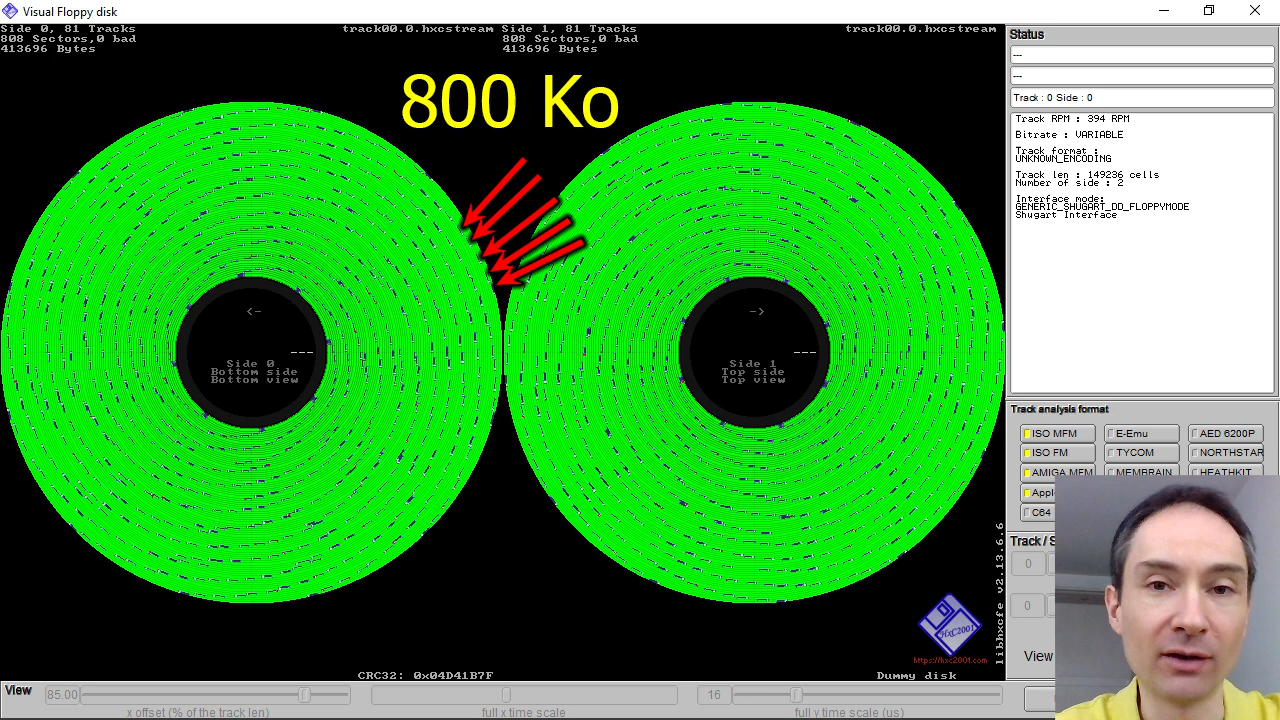 Visual Floppy disk
Side 0, 81 Tracks
808 Sectors,0 bad
413696 Bytes
track00.0.hxcstream
Side 1, 81 Tracks
808 Sectors,0 bad
413696 Bytes
track00.0.hxcstream
800 Ko
<-
---
Side 0
Bottom side
Bottom view
->
---
Side 1
Top side
Top view
HxC2001
https://hxc2001.com
libhxcfe v2.13.6.6
CRC32: 0x04D41B7F
Dummy disk
Status
---
---
Track : 0 Side : 0
Track RPM : 394 RPM
Bitrate : VARIABLE
Track format :
UNKNOWN_ENCODING
Track len : 149236 cells
Number of side : 2
Interface mode:
GENERIC_SHUGART_DD_FLOPPYMODE
Shugart Interface
Track analysis format
ISO MFM
E-Emu
AED 6200P
ISO FM
TYCOM
NORTHSTAR
AMIGA MFM
MEMBRAIN
HEATHKIT
Appl
C64
Track / S
0
0
View
View
85.00
16
x offset (% of the track len)
full x time scale
full y time scale (us)